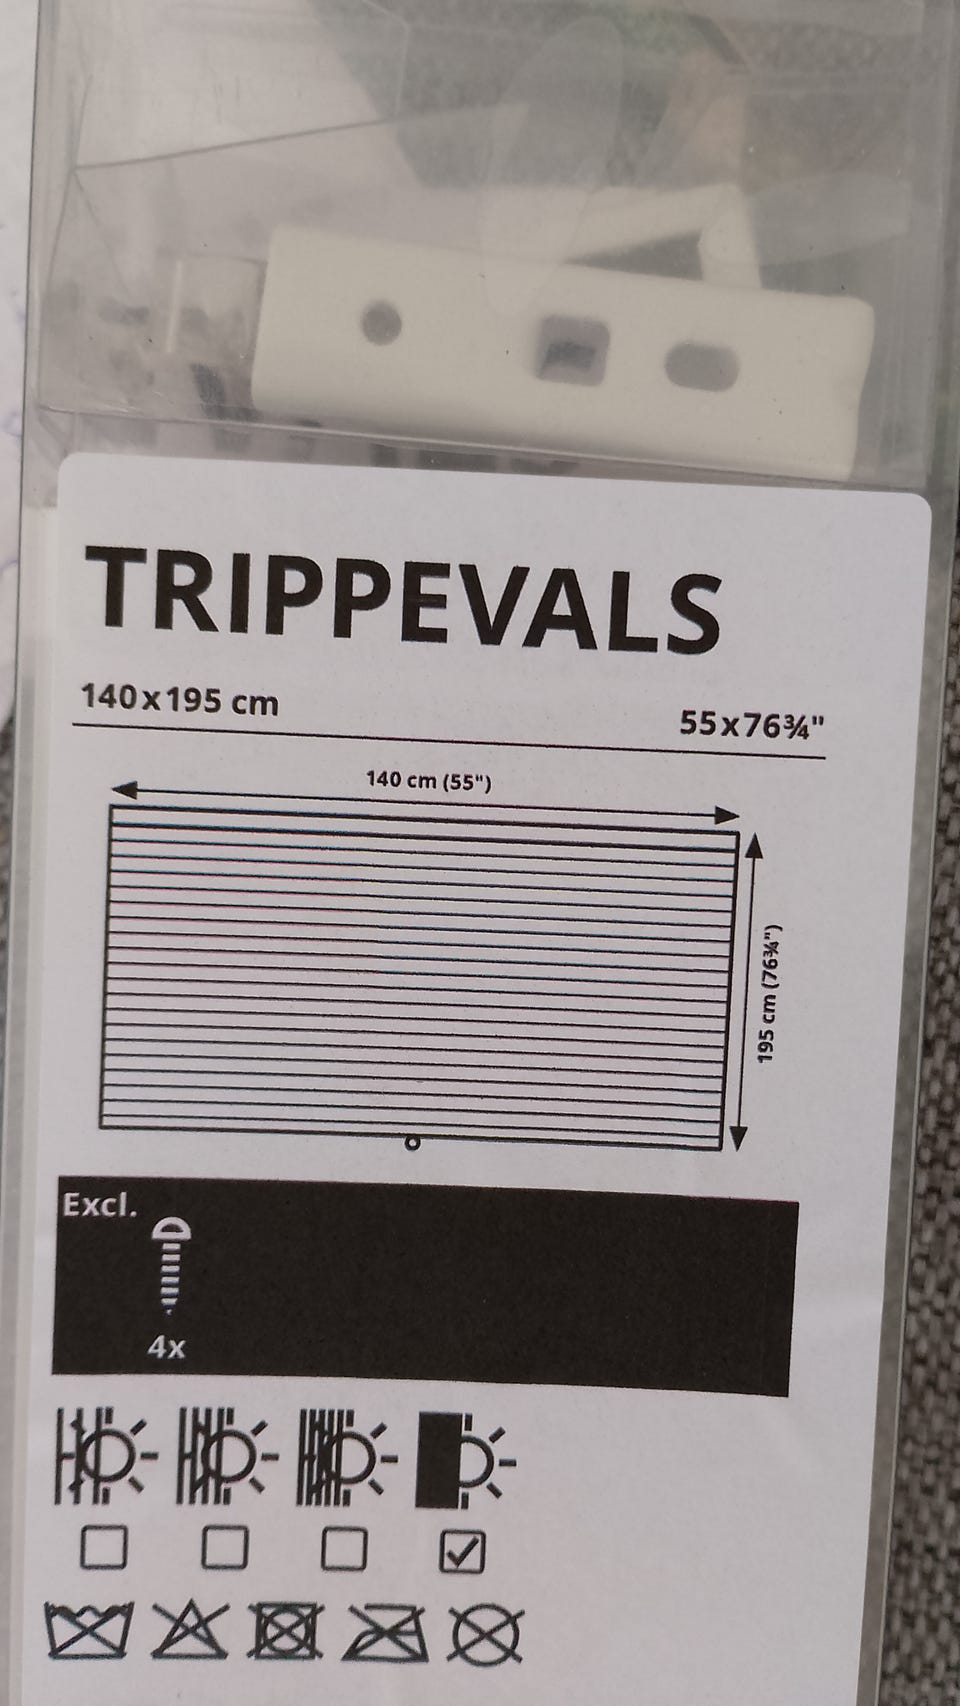 TRIPPEVALS
140x195 cm 55x76¾"
140 cm (55")
195 cm (76¾")
Excl.
4x